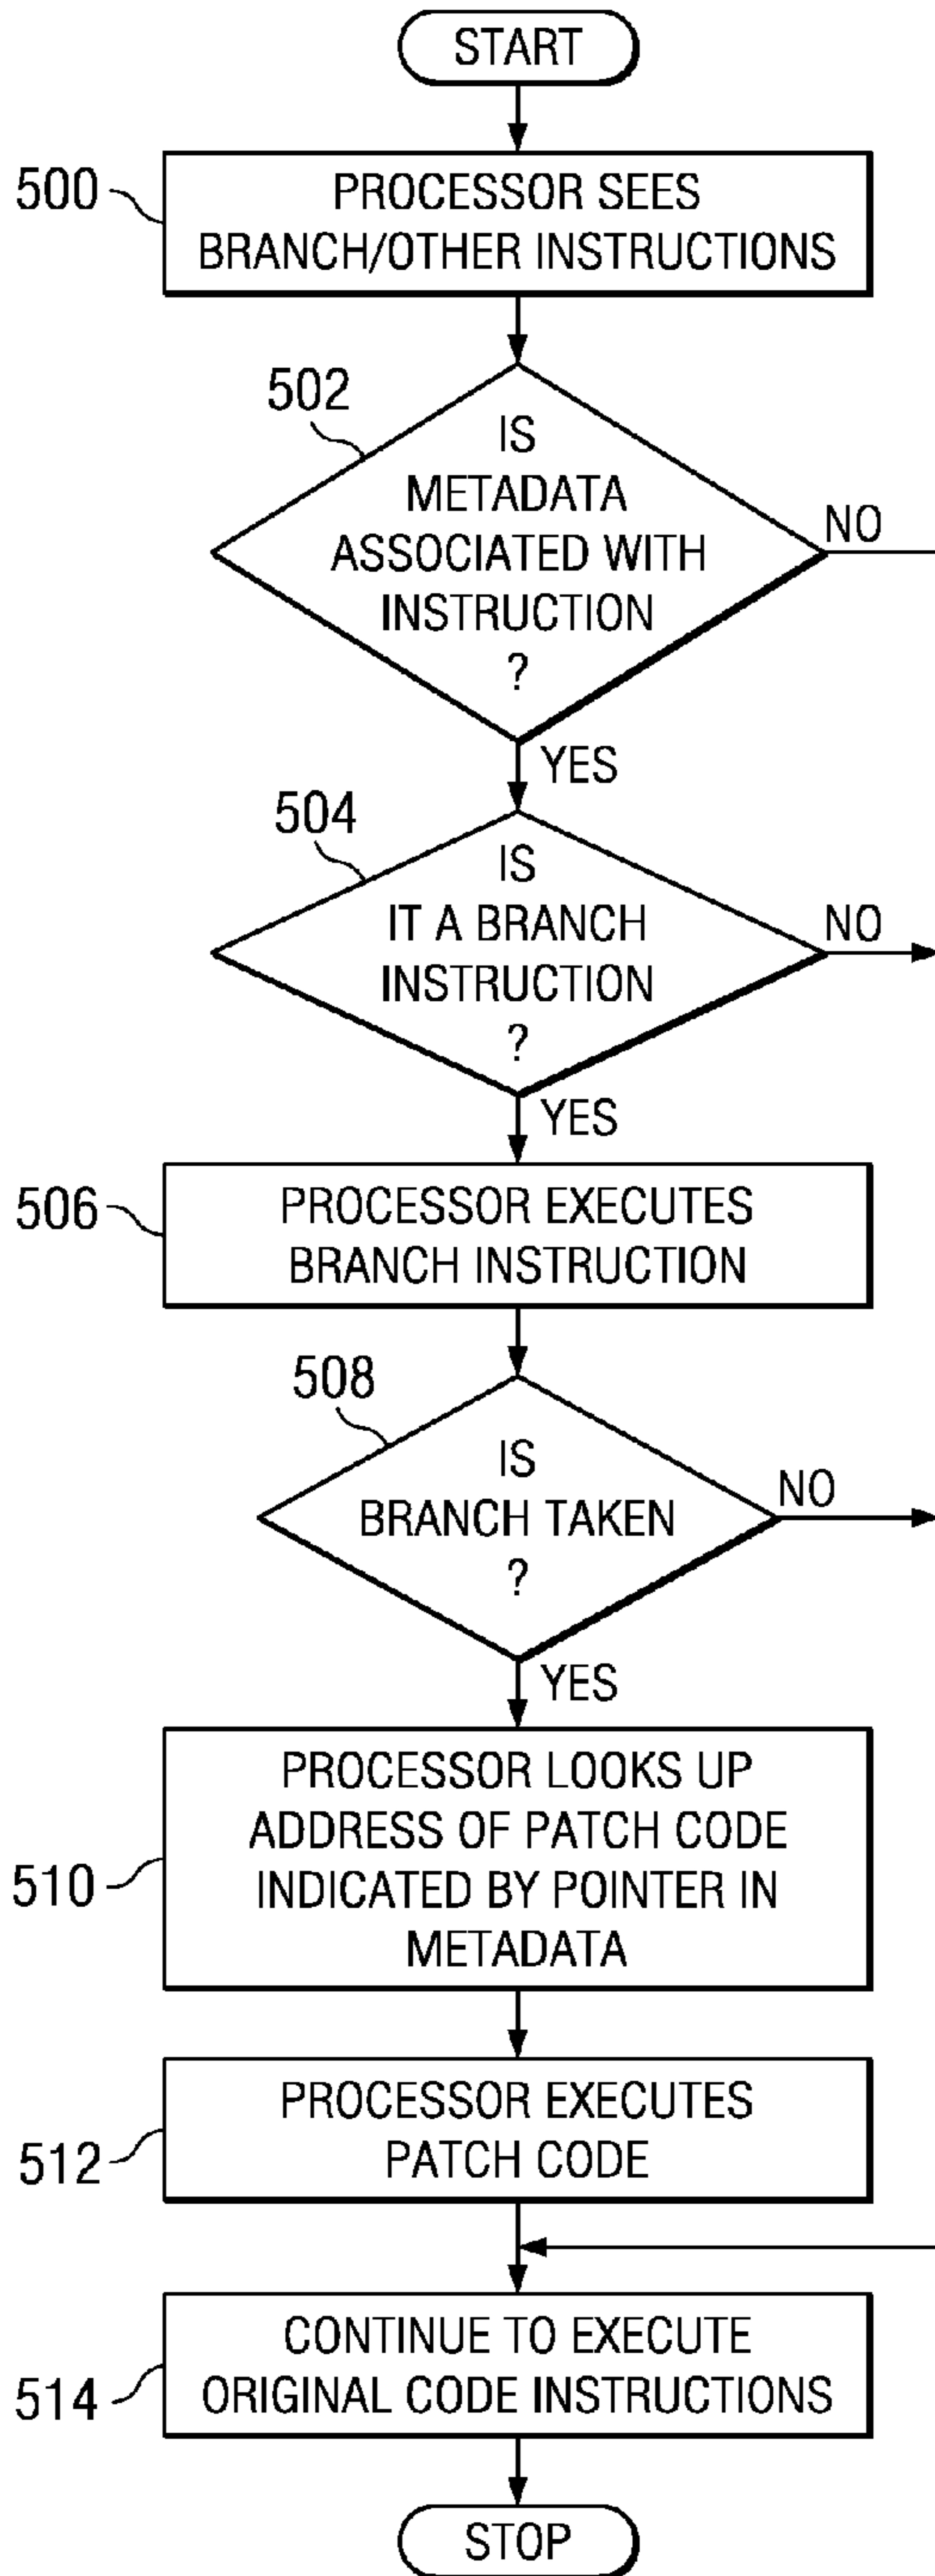 START
500
PROCESSOR SEES
BRANCH/OTHER INSTRUCTIONS
502
IS
METADATA
ASSOCIATED WITH
INSTRUCTION
?
NO
YES
504
IS
IT A BRANCH
INSTRUCTION
?
NO
YES
506
PROCESSOR EXECUTES
BRANCH INSTRUCTION
508
IS
BRANCH TAKEN
?
NO
YES
510
PROCESSOR LOOKS UP
ADDRESS OF PATCH CODE
INDICATED BY POINTER IN
METADATA
512
PROCESSOR EXECUTES
PATCH CODE
514
CONTINUE TO EXECUTE
ORIGINAL CODE INSTRUCTIONS
STOP